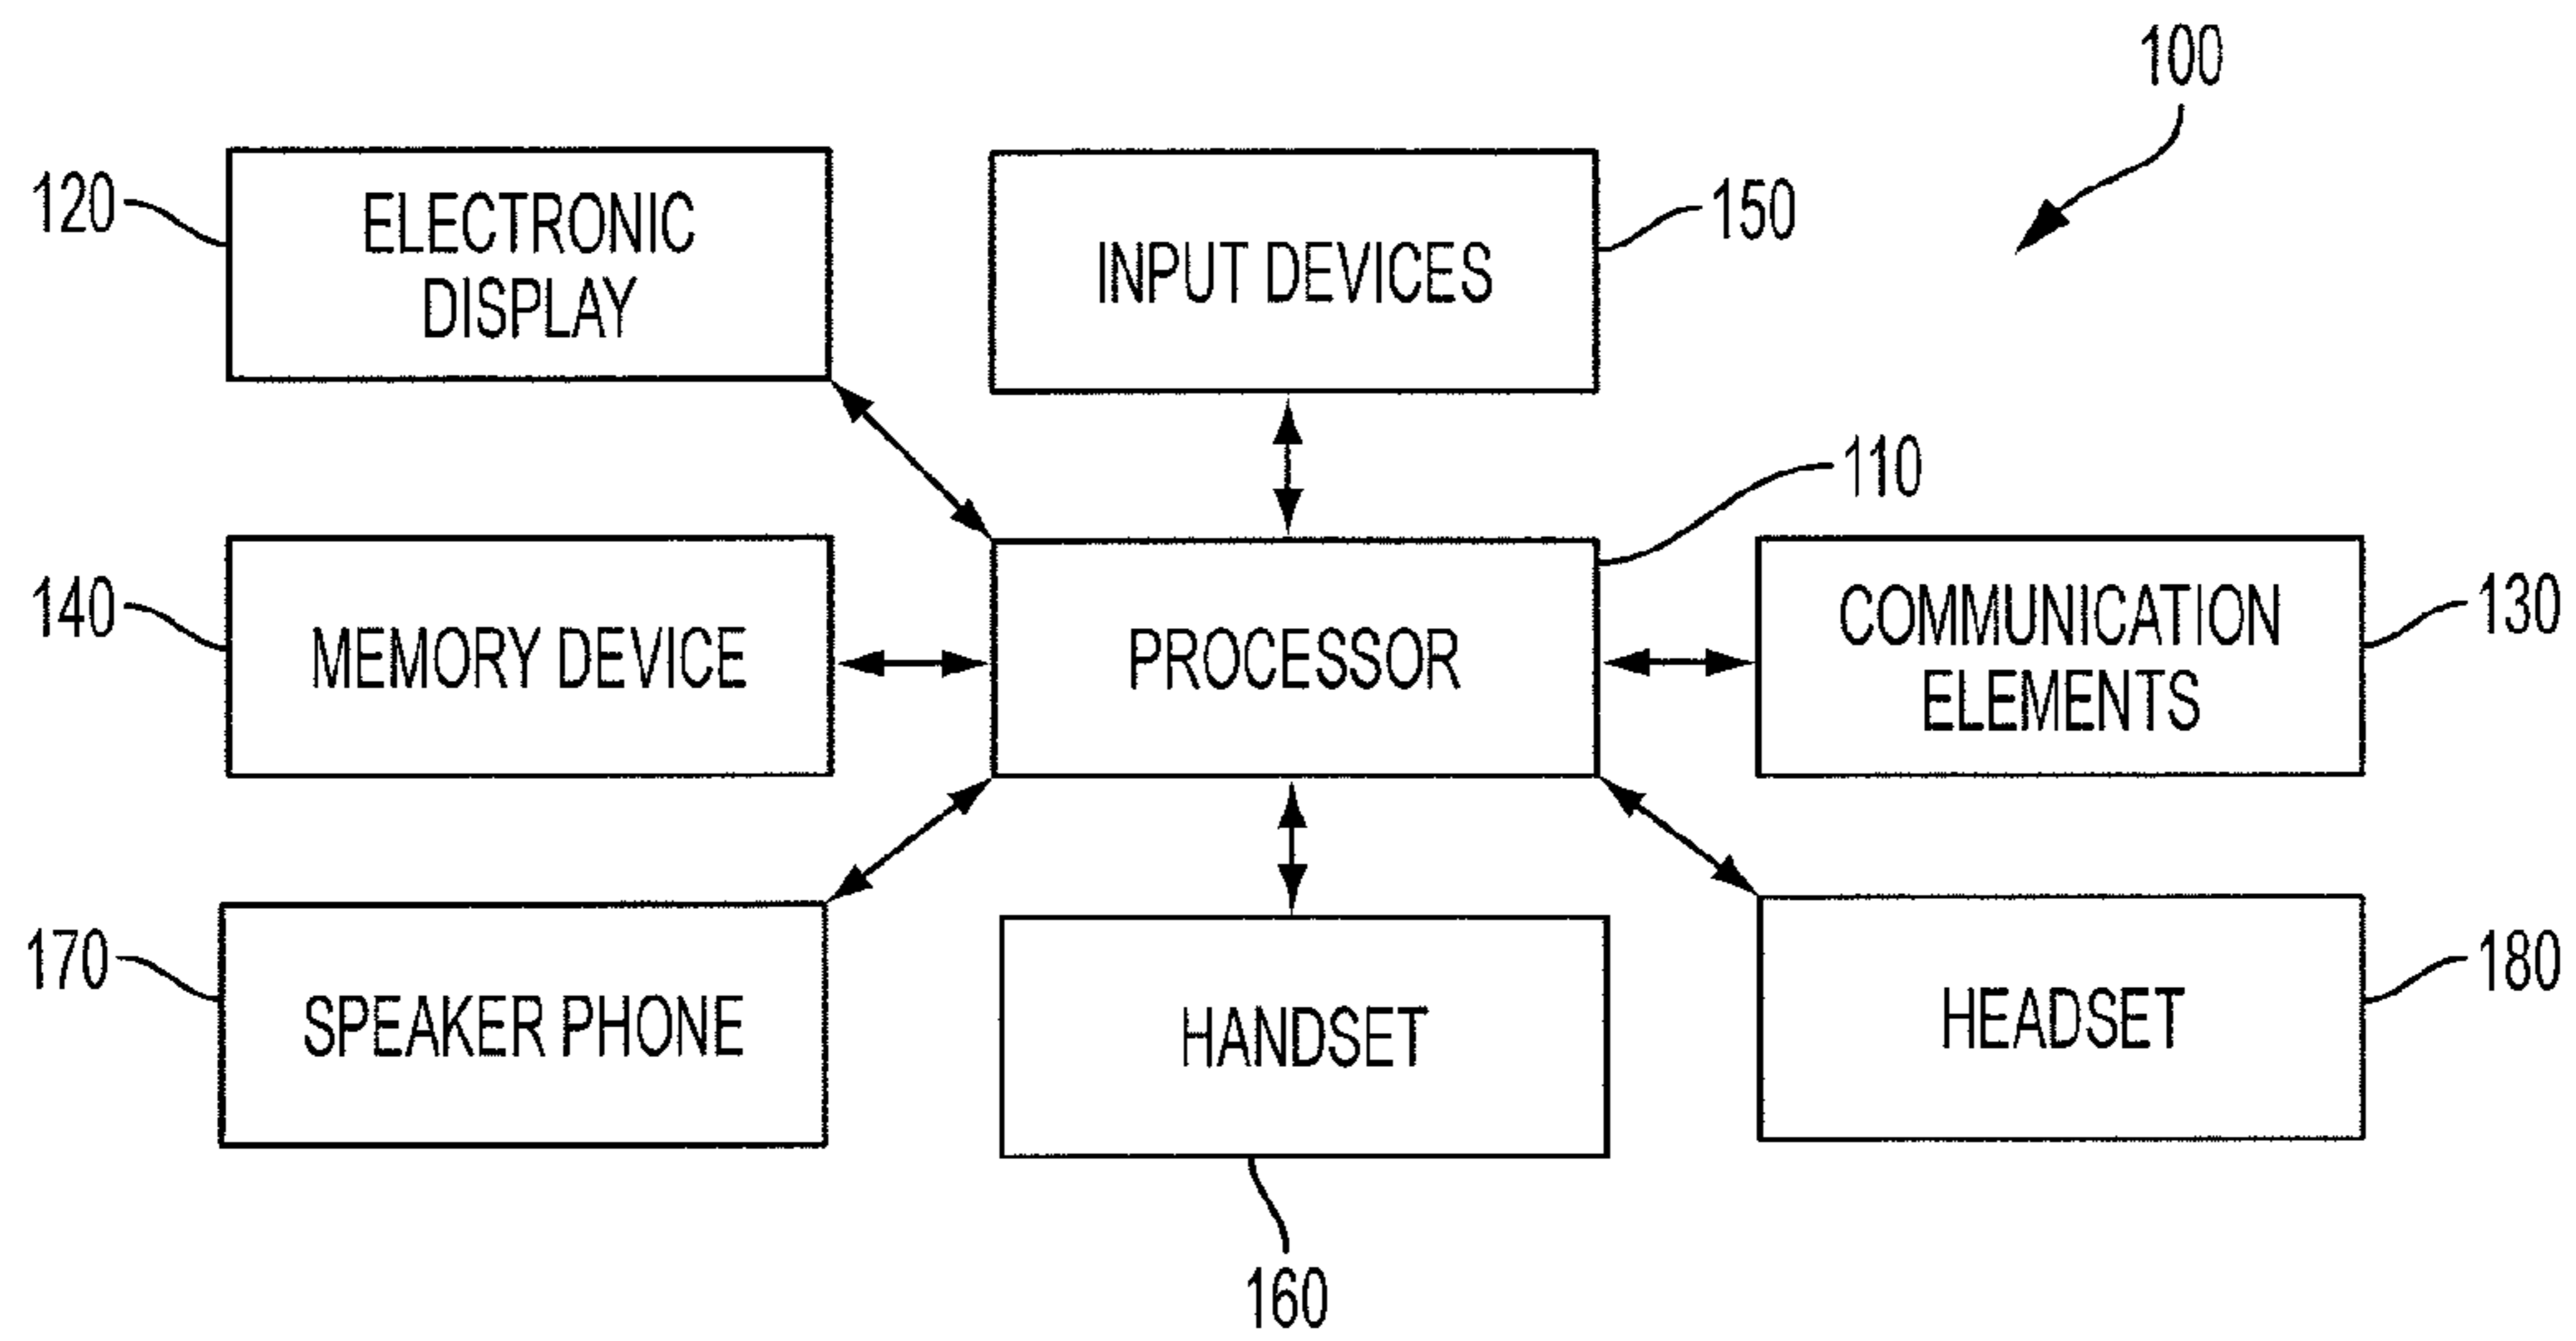 100
120
ELECTRONIC
DISPLAY
INPUT DEVICES
150
110
140
MEMORY DEVICE
PROCESSOR
COMMUNICATION
ELEMENTS
130
170
SPEAKER PHONE
HANDSET
HEADSET
180
160